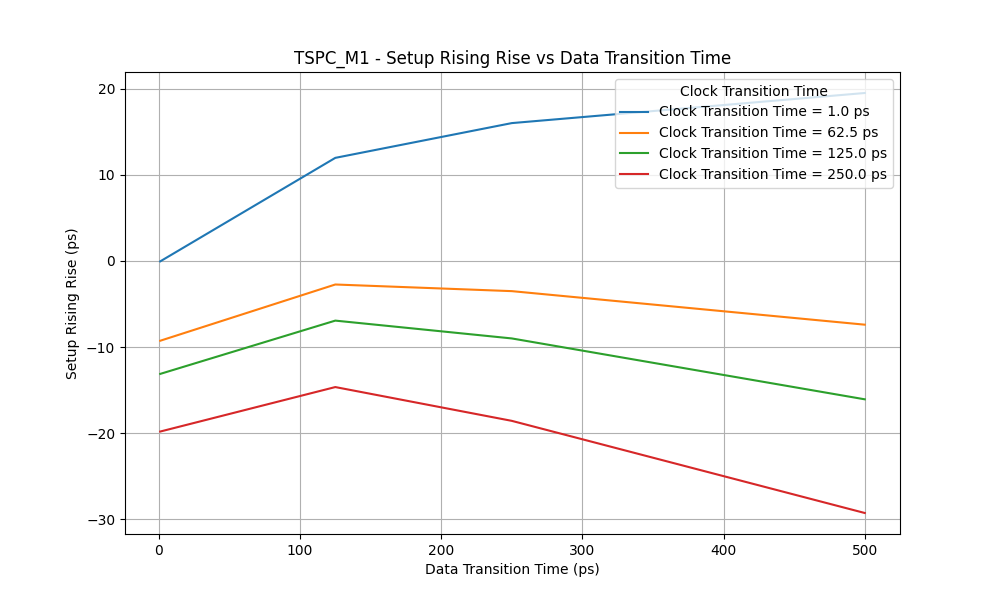 TSPC_M1 - Setup Rising Rise vs Data Transition Time
Clock Transition Time
Clock Transition Time = 1.0 ps
Clock Transition Time = 62.5 ps
Clock Transition Time = 125.0 ps
Clock Transition Time = 250.0 ps
Setup Rising Rise (ps)
20
10
0
−10
−20
−30
0 100 200 300 400 500
Data Transition Time (ps)